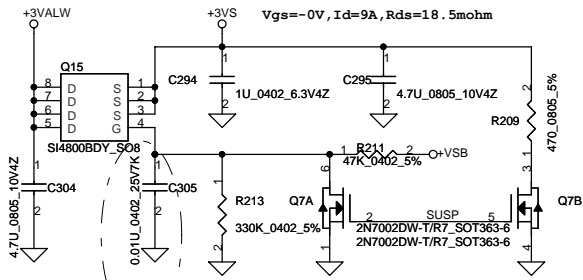 +3VALW
+3VS
Vgs=-0V,Id=9A,Rds=18.5mohm
Q15
8 D S 1
7 D S 2
6 D S 3
5 D G 4
SI4800BDY_SO8
C294
1
2
1U_0402_6.3V4Z
C295
1
2
4.7U_0805_10V4Z
R209
2
1
470_0805_5%
C304
1
2
4.7U_0805_10V4Z
C305
1
2
0.01U_0402_25V7K
R213
1
2
330K_0402_5%
1 R211 2
47K_0402_5%
+VSB
Q7A
6
2
1
SUSP
Q7B
3
5
4
2N7002DW-T/R7_SOT363-6
2N7002DW-T/R7_SOT363-6